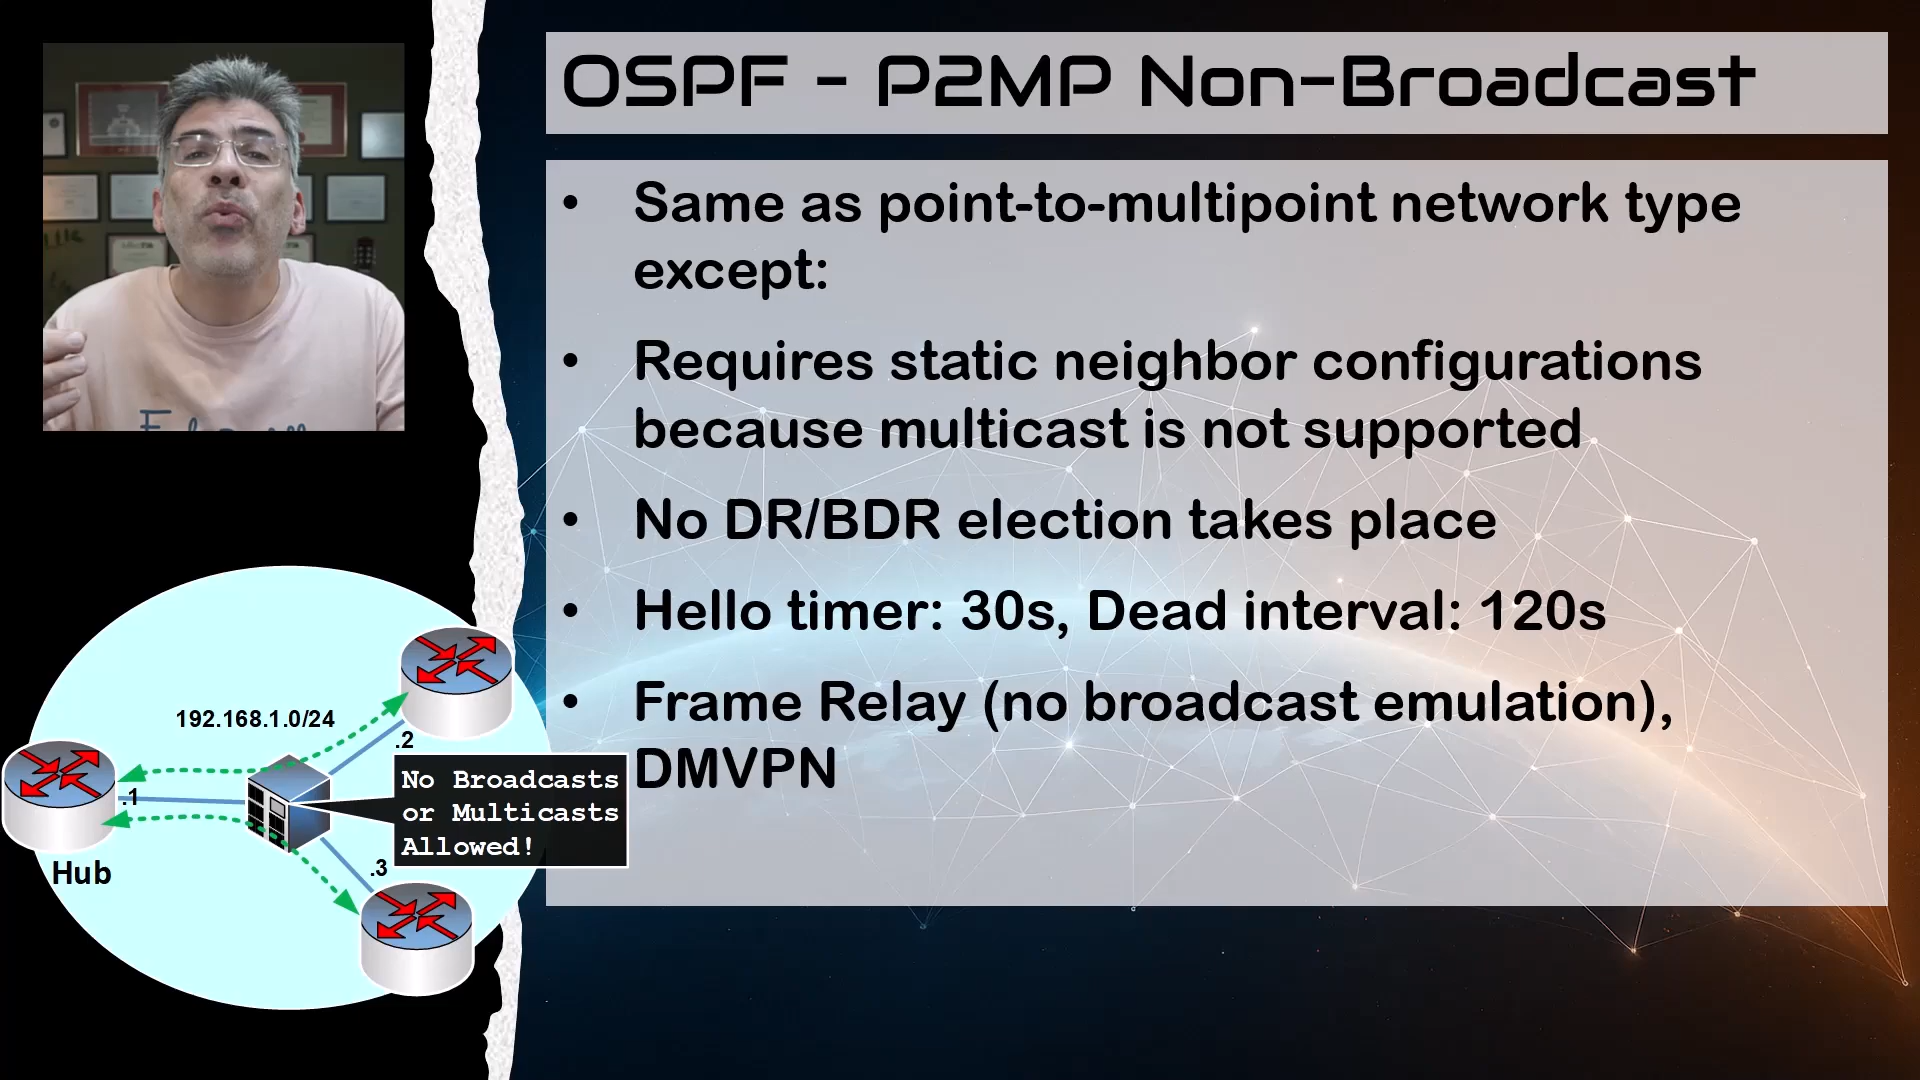 OSPF - P2MP Non-Broadcast
• Same as point-to-multipoint network type
except:
• Requires static neighbor configurations
because multicast is not supported
• No DR/BDR election takes place
• Hello timer: 30s, Dead interval: 120s
• Frame Relay (no broadcast emulation),
DMVPN
192.168.1.0/24
.2
.1
No Broadcasts
or Multicasts
Allowed!
.3
Hub